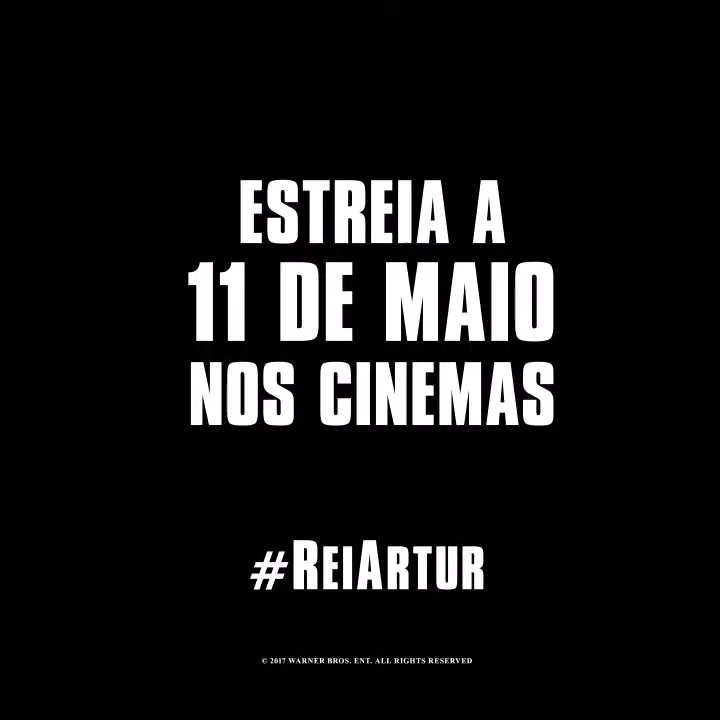 ESTREIA A
11 DE MAIO
NOS CINEMAS
#REIARTUR
© 2017 WARNER BROS. ENT. ALL RIGHTS RESERVED